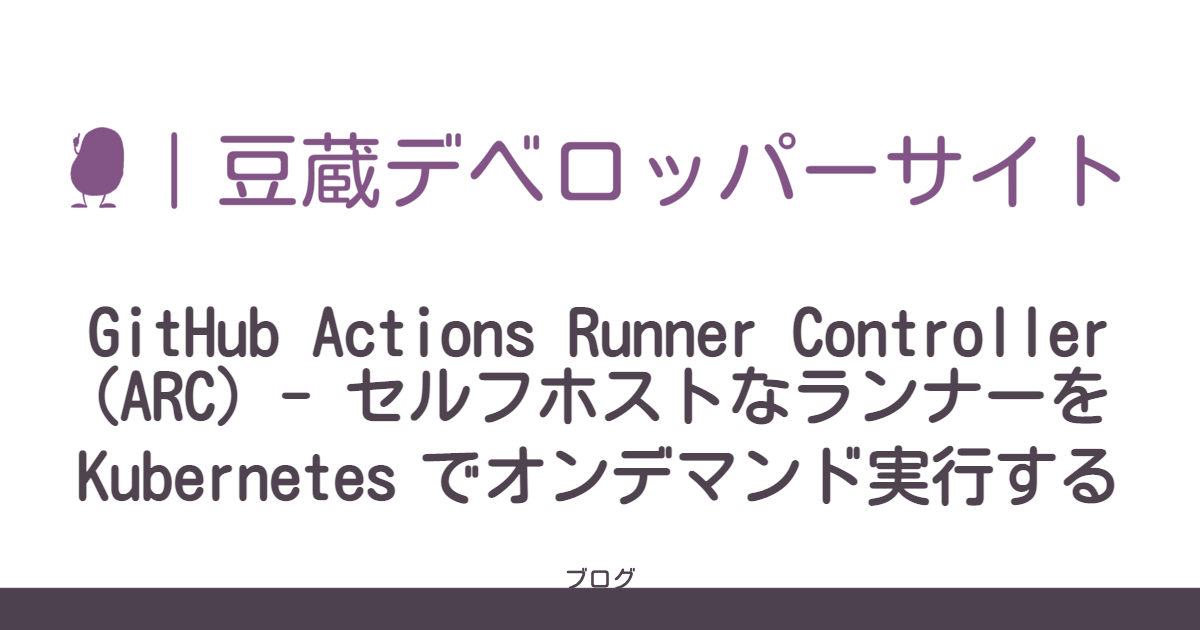 | 豆蔵デベロッパーサイト
GitHub Actions Runner Controller
(ARC) - セルフホストなランナーを
Kubernetes でオンデマンド実行する
ブログ